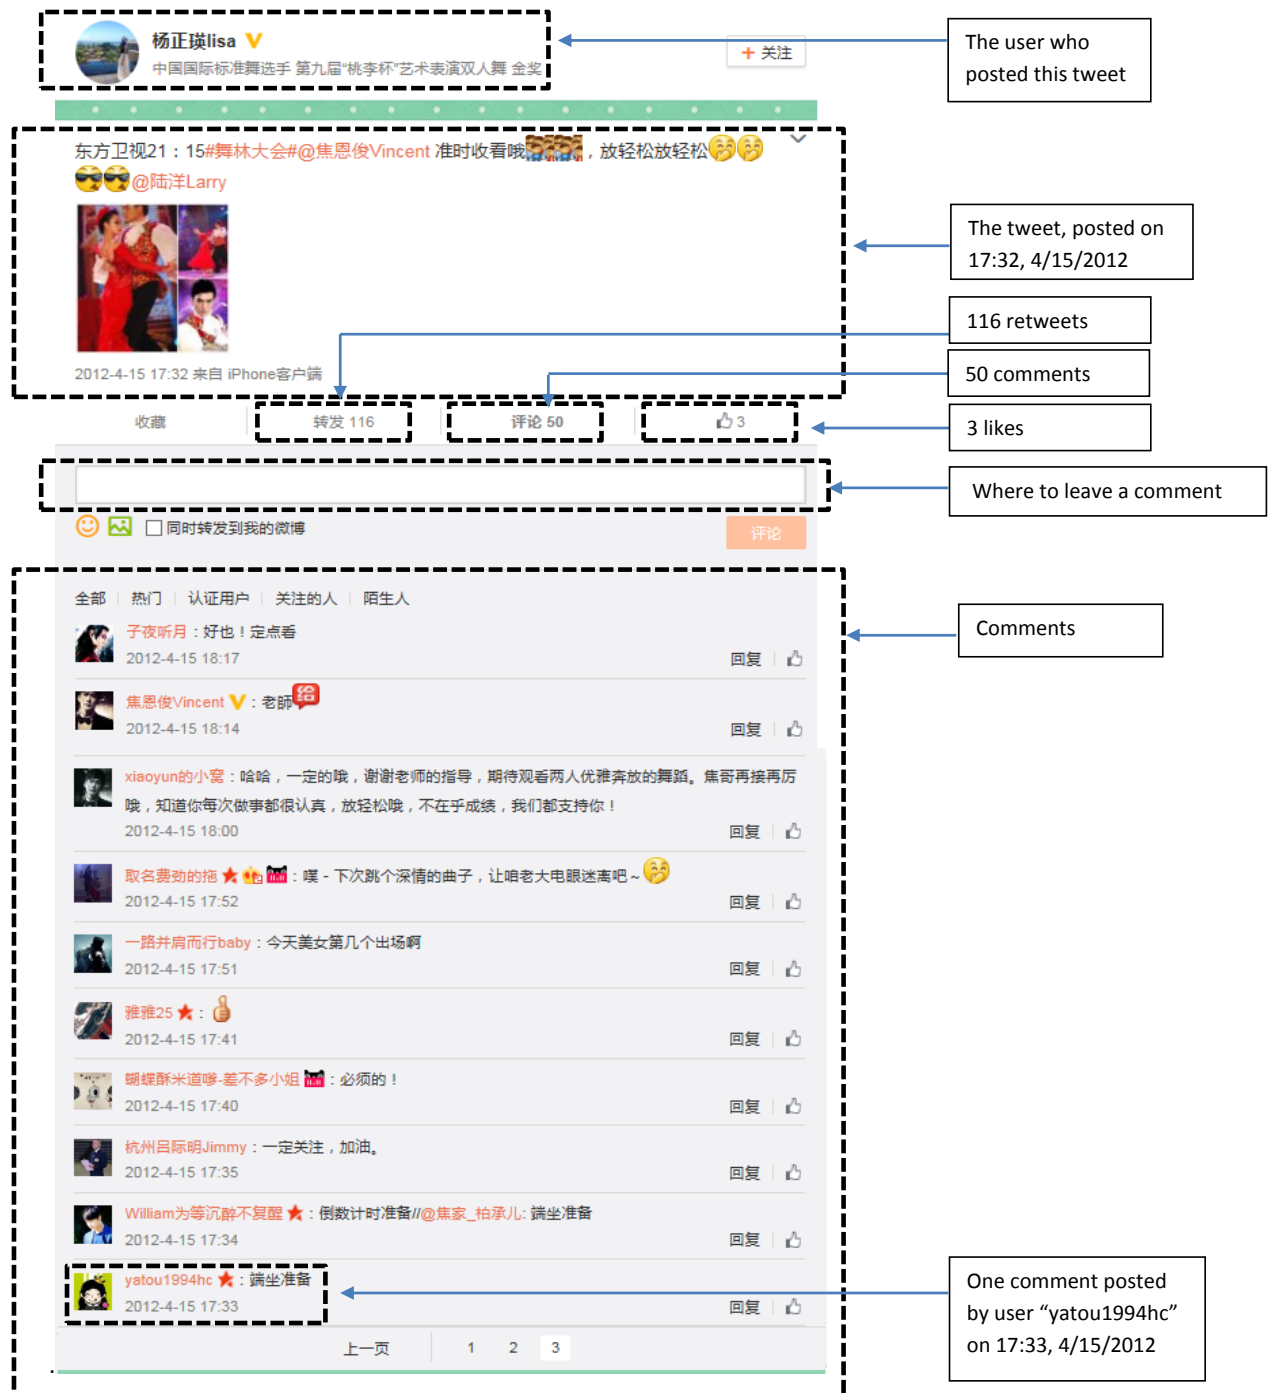 杨正瑛lisa
中国国际标准舞选手 第九届“桃李杯”艺术表演双人舞 金奖
+ 关注
The user who
posted this tweet
东方卫视21：15#舞林大会#@焦恩俊Vincent 准时收看哦，放轻松放轻松
@陆洋Larry
The tweet, posted on
17:32, 4/15/2012
2012-4-15 17:32 来自 iPhone客户端
116 retweets
50 comments
3 likes
收藏
转发 116
评论 50
3
Where to leave a comment
同时转发到我的微博
评论
全部 热门 认证用户 关注的人 陌生人
Comments
子夜听月：好也！定点看
2012-4-15 18:17
回复
焦恩俊Vincent：老師給
2012-4-15 18:14
回复
xiaoyun的小窝：哈哈，一定的哦，谢谢老师的指导，期待观看两人优雅奔放的舞蹈。焦哥再接再厉
哦，知道你每次做事都很认真，放轻松哦，不在乎成绩，我们都支持你！
2012-4-15 18:00
回复
取名费劲的拖：噗 - 下次跳个深情的曲子，让咱老大电眼迷离吧～
2012-4-15 17:52
回复
一路并肩而行baby：今天美女第几个出场啊
2012-4-15 17:51
回复
雅雅25：
2012-4-15 17:41
回复
蝴蝶酥米道嗲-差不多小姐：必须的！
2012-4-15 17:40
回复
杭州吕际明Jimmy：一定关注，加油。
2012-4-15 17:35
回复
William为等沉醉不复醒：倒数计时准备//@焦家_柏承儿: 端坐准备
2012-4-15 17:34
回复
yatou1994hc：端坐准备
2012-4-15 17:33
回复
One comment posted
by user “yatou1994hc”
on 17:33, 4/15/2012
上一页 1 2 3